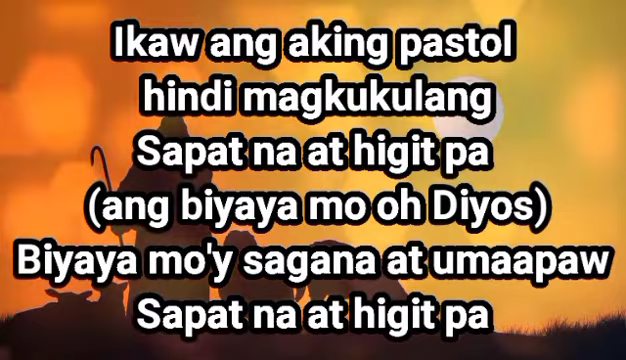 Ikaw ang aking pastol
hindi magkukulang
Sapat na at higit pa
(ang biyaya mo oh Diyos)
Biyaya mo'y sagana at umaapaw
Sapat na at higit pa